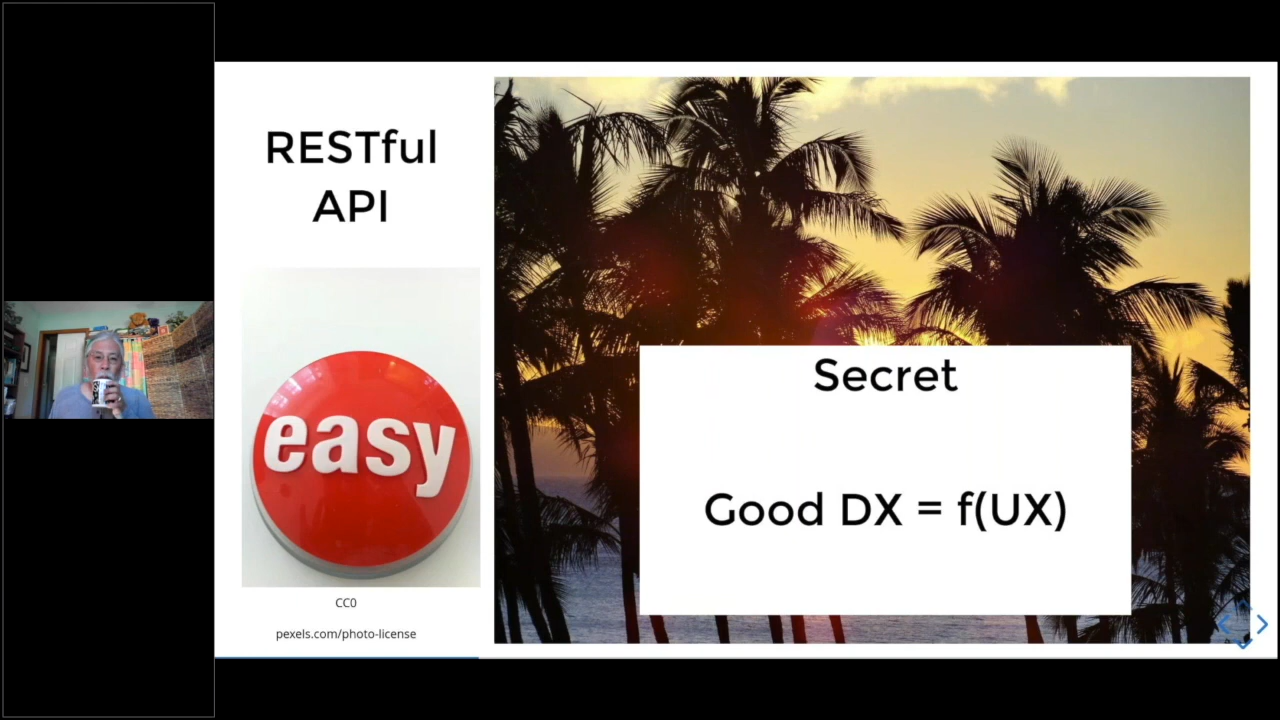 RESTful
API
easy
CC0
pexels.com/photo-license
Secret
Good DX = f(UX)